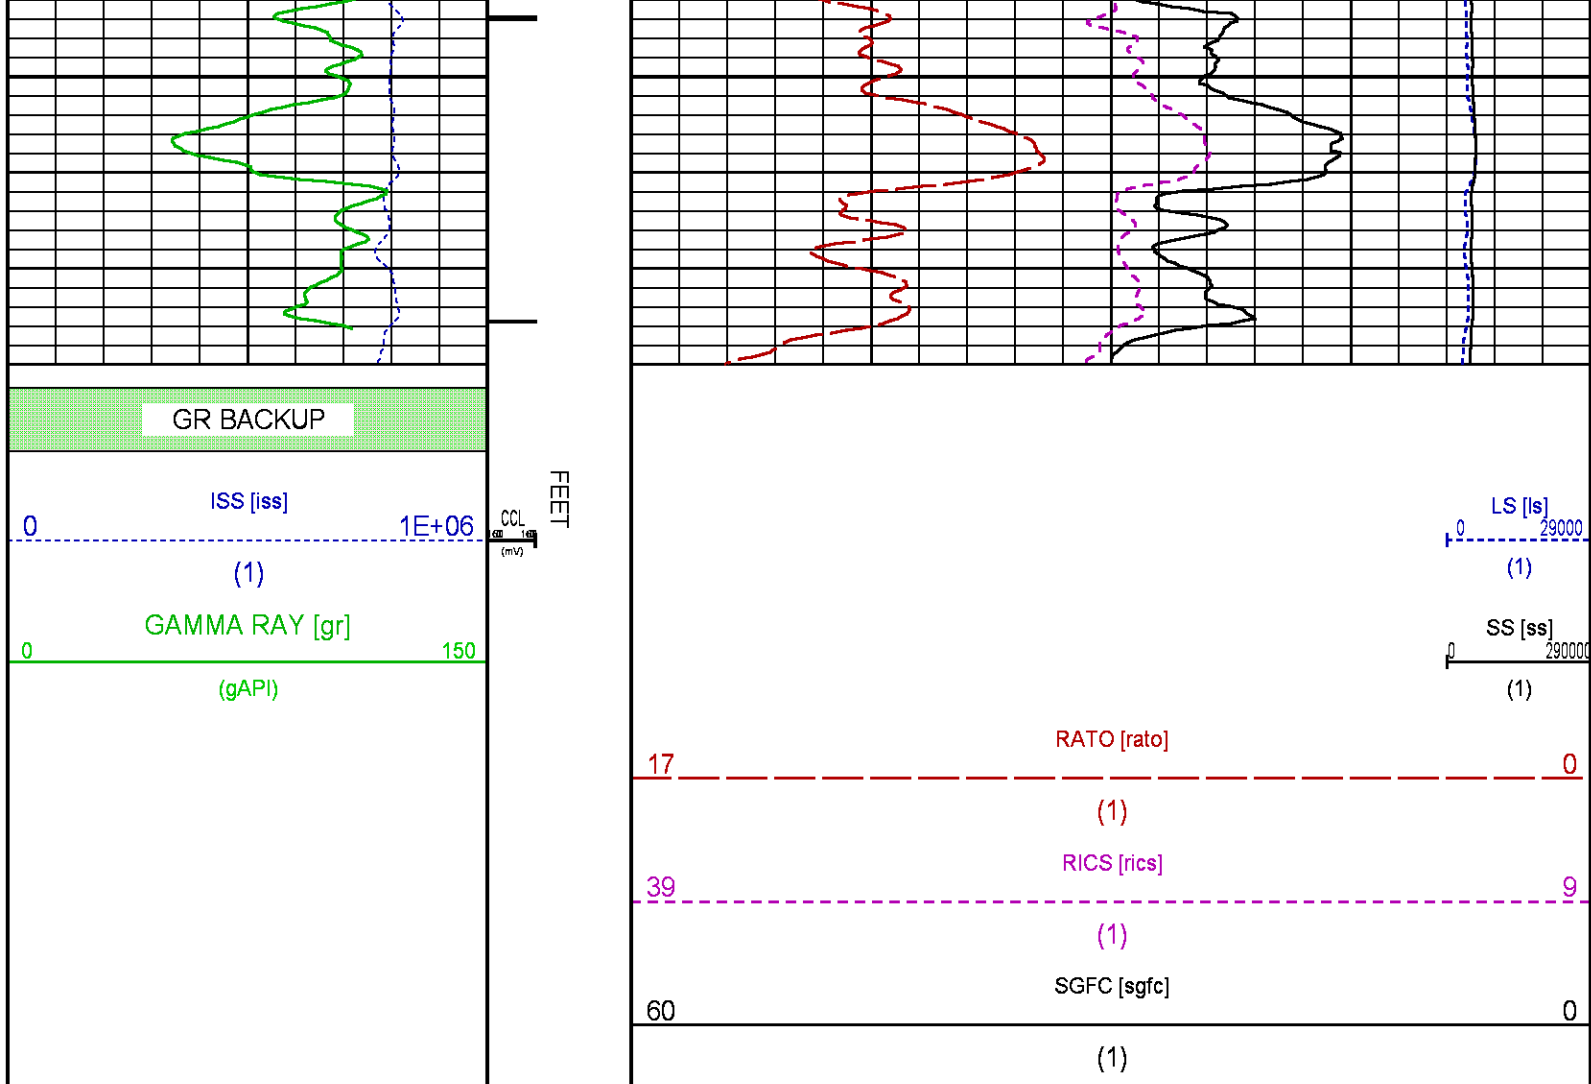 GR BACKUP
ISS [iss]
0 1E+06
(1)
GAMMA RAY [gr]
0 150
(gAPI)
CCL
(mV)
FEET
LS [ls]
0 29000
(1)
SS [ss]
0 290000
(1)
RATO [rato]
17 0
(1)
RICS [rics]
39 9
(1)
SGFC [sgfc]
60 0
(1)